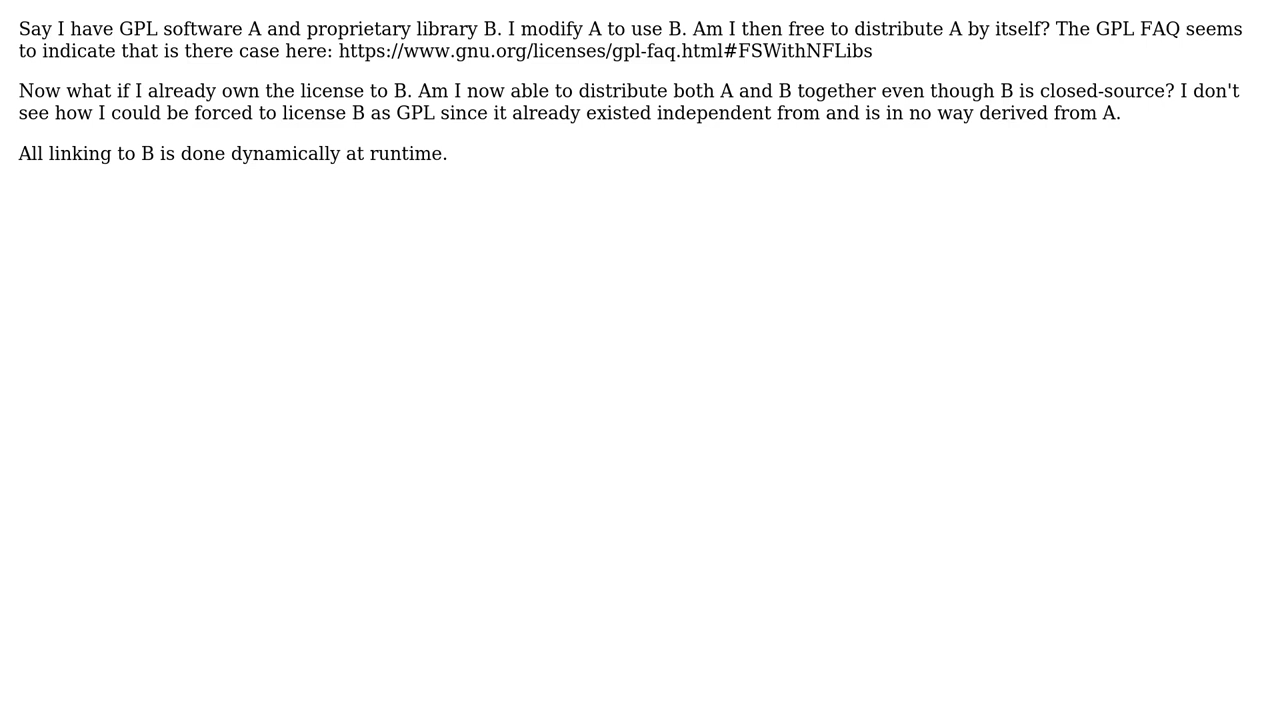 Say I have GPL software A and proprietary library B. I modify A to use B. Am I then free to distribute A by itself? The GPL FAQ seems
to indicate that is there case here: https://www.gnu.org/licenses/gpl-faq.html#FSWithNFLibs
Now what if I already own the license to B. Am I now able to distribute both A and B together even though B is closed-source? I don't
see how I could be forced to license B as GPL since it already existed independent from and is in no way derived from A.
All linking to B is done dynamically at runtime.